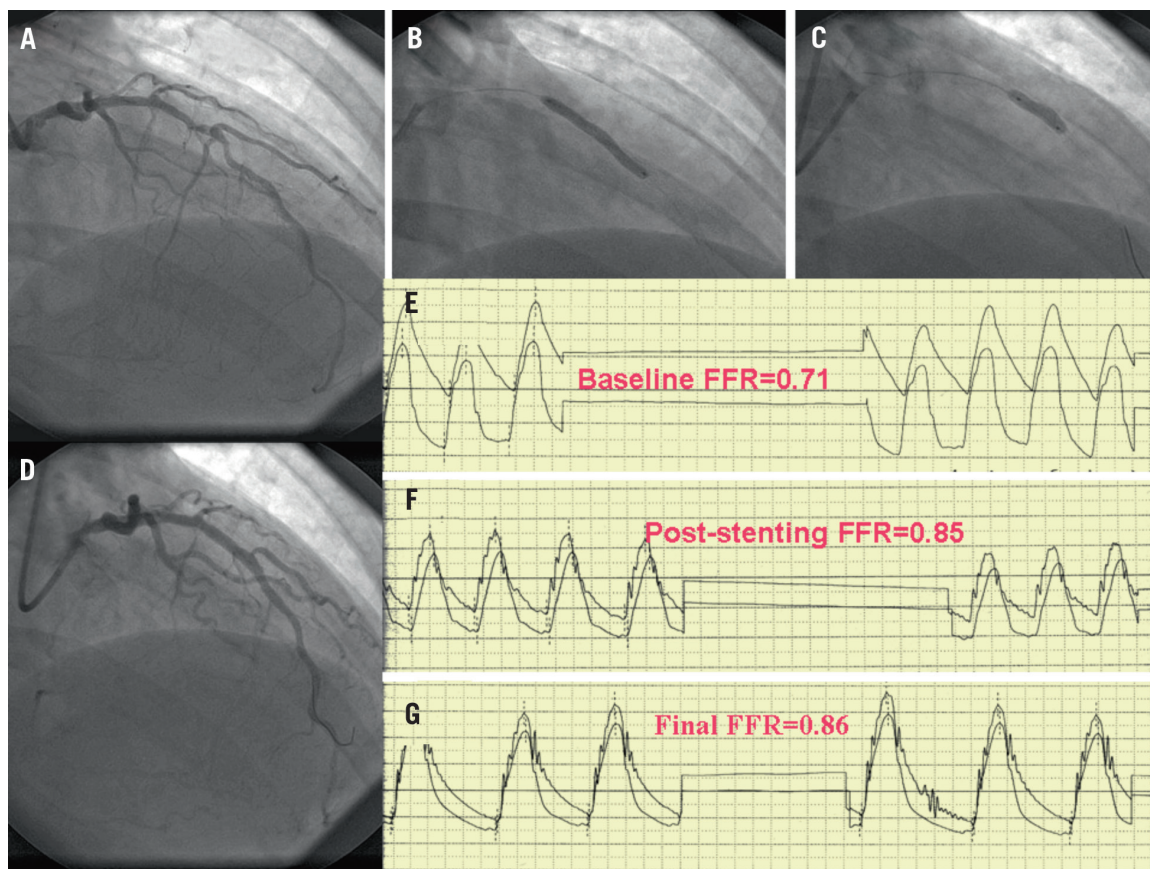 A
B
C
D
E
Baseline FFR=0.71
F
Post-stenting FFR=0.85
G
Final FFR=0.86